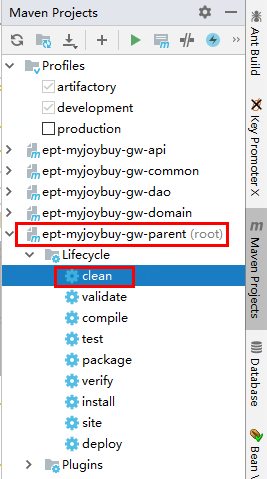 Maven Projects
Profiles
artifactory
development
production
ept-myjoybuy-gw-api
ept-myjoybuy-gw-common
ept-myjoybuy-gw-dao
ept-myjoybuy-gw-domain
ept-myjoybuy-gw-parent (root)
Lifecycle
clean
validate
compile
test
package
verify
install
site
deploy
Plugins
Ant Build
Key Promoter X
Maven Projects
Database
Bean V